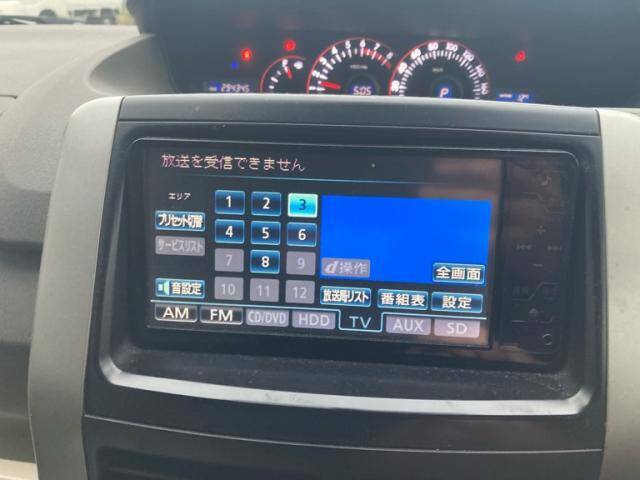 294345
5:05
P
放送を受信できません
エリア
1 2 3
プリセット切替
4 5 6
サービスリスト
7 8 9
d操作
全画面
音設定
10 11 12
放送局リスト 番組表 設定
AM FM CD/DVD HDD TV AUX SD